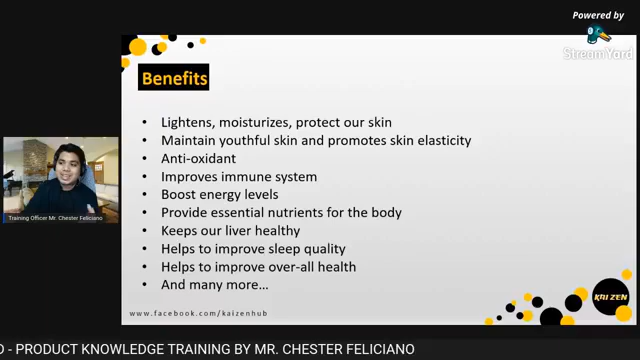 Powered by
StreamYard
Benefits
• Lightens, moisturizes, protect our skin
• Maintain youthful skin and promotes skin elasticity
• Anti-oxidant
• Improves immune system
• Boost energy levels
• Provide essential nutrients for the body
• Keeps our liver healthy
• Helps to improve sleep quality
• Helps to improve over-all health
• And many more…
Training Officer Mr. Chester Feliciano
www.facebook.com/kaizenhub
KAIZEN
D - PRODUCT KNOWLEDGE TRAINING BY MR. CHESTER FELICIANO